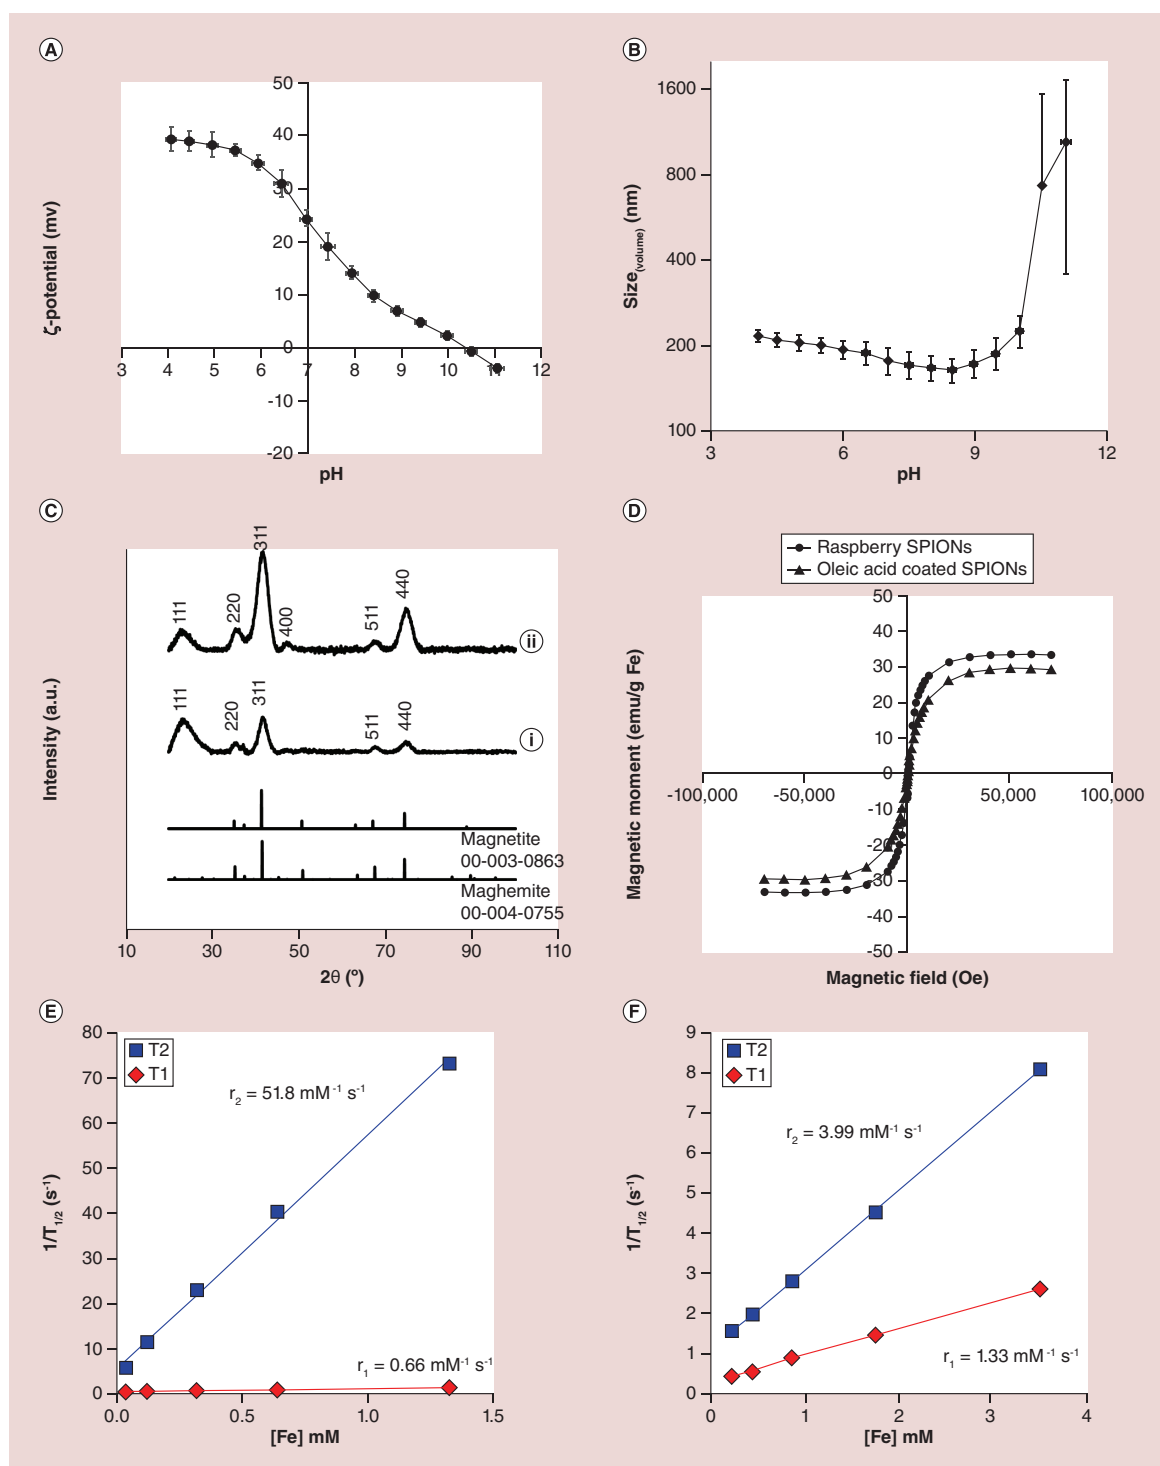 A
50
40
30
20
10
0
-10
-20
3 4 5 6 7 8 9 10 11 12
ζ-potential (mv)
pH
B
1600
800
400
200
100
3 6 9 12
Size(volume) (nm)
pH
C
111
220
311
400
511
440
ii
111
220
311
511
440
i
Magnetite
00-003-0863
Maghemite
00-004-0755
Intensity (a.u.)
10 30 50 70 90 110
2θ (º)
D
Raspberry SPIONs
Oleic acid coated SPIONs
50
40
30
20
10
0
-10
-20
-30
-40
-50
-100,000 -50,000 50,000 100,000
Magnetic moment (emu/g Fe)
Magnetic field (Oe)
E
T2
T1
r2 = 51.8 mM-1 s-1
r1 = 0.66 mM-1 s-1
80
70
60
50
40
30
20
10
0
0.0 0.5 1.0 1.5
1/T1/2 (s-1)
[Fe] mM
F
T2
T1
r2 = 3.99 mM-1 s-1
r1 = 1.33 mM-1 s-1
9
8
7
6
5
4
3
2
1
0
0 1 2 3 4
1/T1/2 (s-1)
[Fe] mM